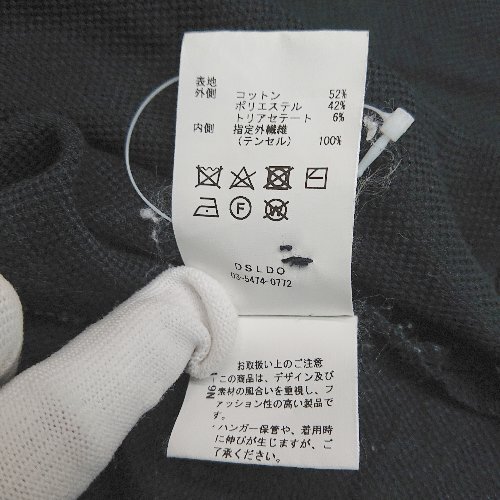 表地
外側 コットン 52%
ポリエステル 42%
トリアセテート 6%
内側 指定外繊維
(テンセル) 100%
F
W
DSLDO
03-5474-0772
お取扱い上のご注意
・この商品は、デザイン及び
素材の風合いを重視し、フ
ァッション性の高い製品で
す。
・ハンガー保管や、着用時
に伸びが生じますが、ご
了承ください。